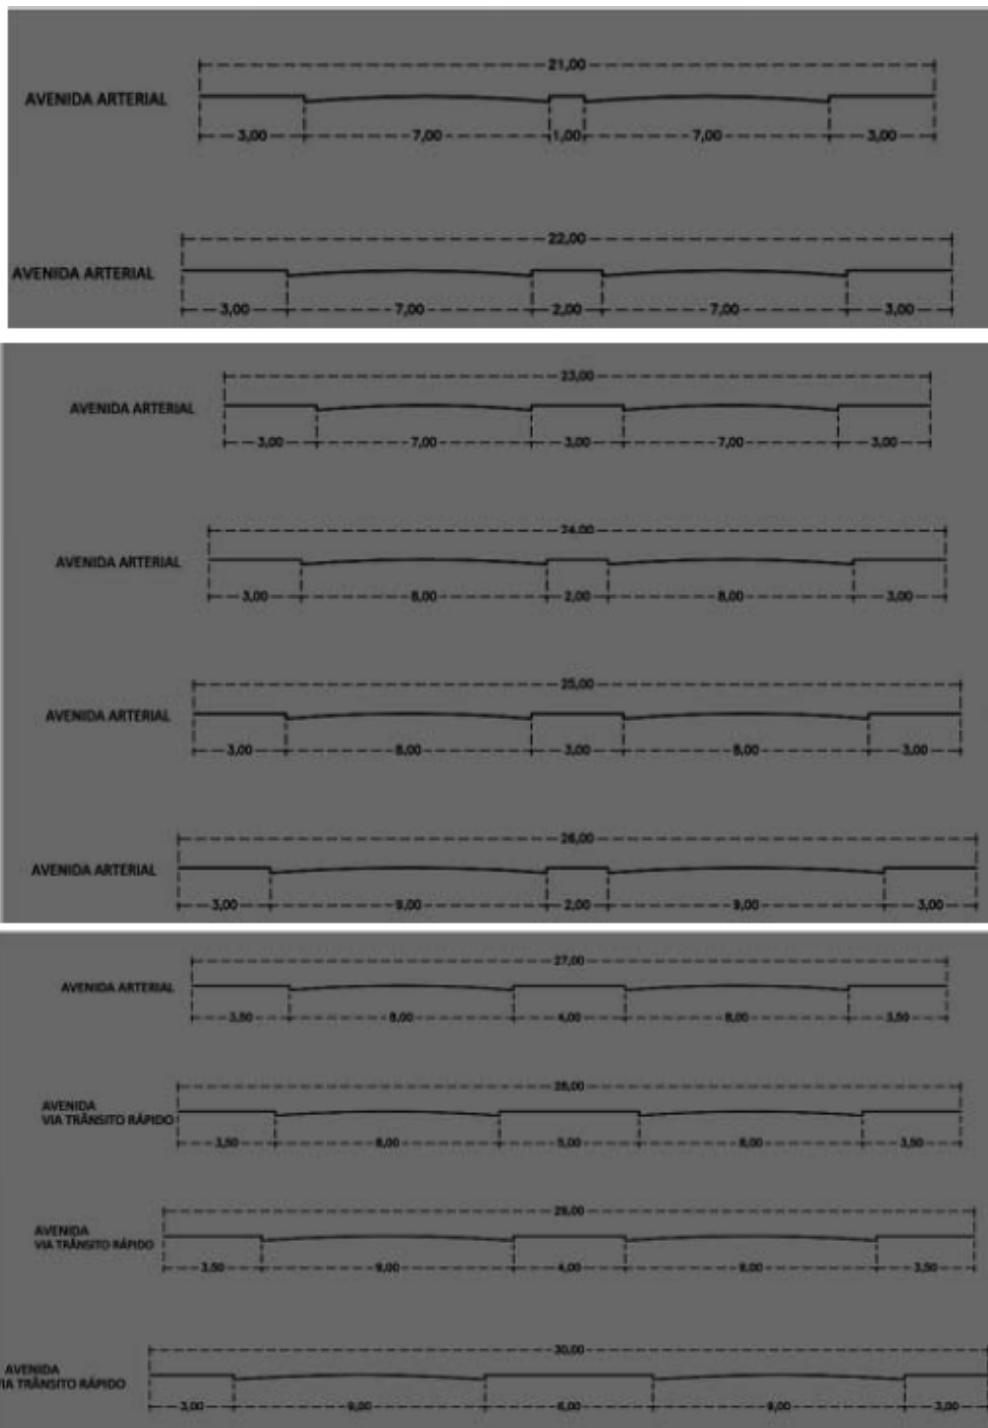 21,00
AVENIDA ARTERIAL
3,00 7,00 1,00 7,00 3,00
22,00
AVENIDA ARTERIAL
3,00 7,00 2,00 7,00 3,00
23,00
AVENIDA ARTERIAL
3,00 7,00 3,00 7,00 3,00
24,00
AVENIDA ARTERIAL
3,00 8,00 2,00 8,00 3,00
25,00
AVENIDA ARTERIAL
3,00 8,00 3,00 8,00 3,00
26,00
AVENIDA ARTERIAL
3,00 9,00 2,00 9,00 3,00
27,00
AVENIDA ARTERIAL
3,50 8,00 4,00 8,00 3,50
28,00
AVENIDA
VIA TRÂNSITO RÁPIDO
3,50 8,00 5,00 8,00 3,50
29,00
AVENIDA
VIA TRÂNSITO RÁPIDO
3,50 9,00 4,00 9,00 3,50
30,00
AVENIDA
IA TRÂNSITO RÁPIDO
3,00 9,00 6,00 9,00 3,00